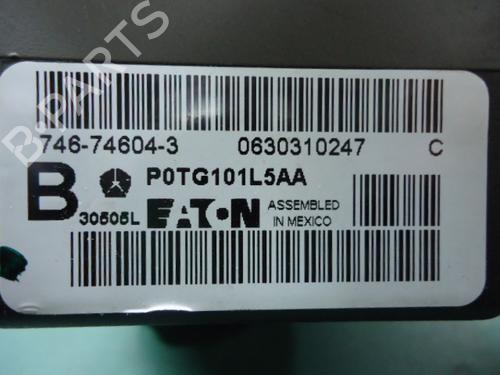 746-74604-3 0630310247 C
B P0TG101L5AA
30505L EATON ASSEMBLED
IN MEXICO
B-PARTS